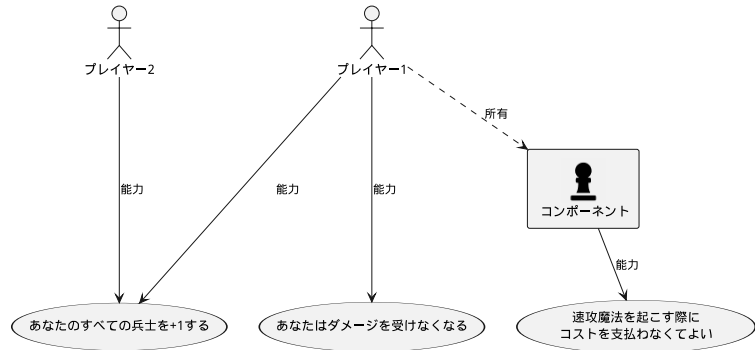 プレイヤー2
プレイヤー1
所有
コンポーネント
能力
能力
能力
能力
あなたのすべての兵士を+1する
あなたはダメージを受けなくなる
速攻魔法を起こす際に
コストを支払わなくてよい